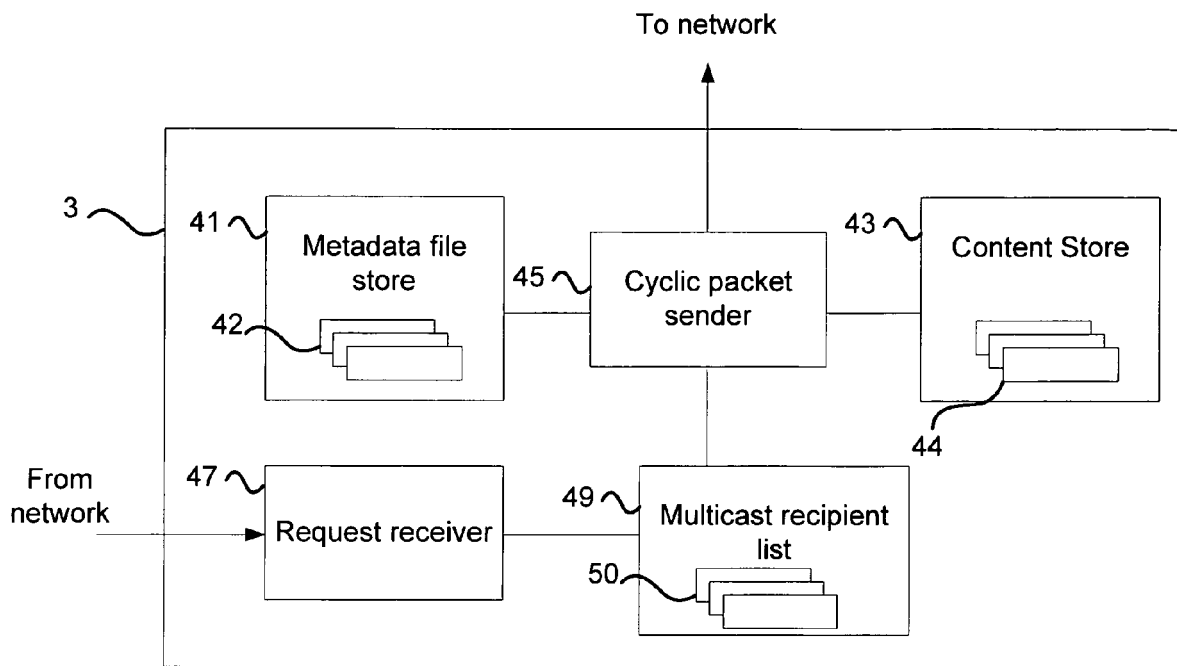 To network
3
41
Metadata file
store
42
45
Cyclic packet
sender
43
Content Store
44
From
network
47
Request receiver
49
Multicast recipient
list
50